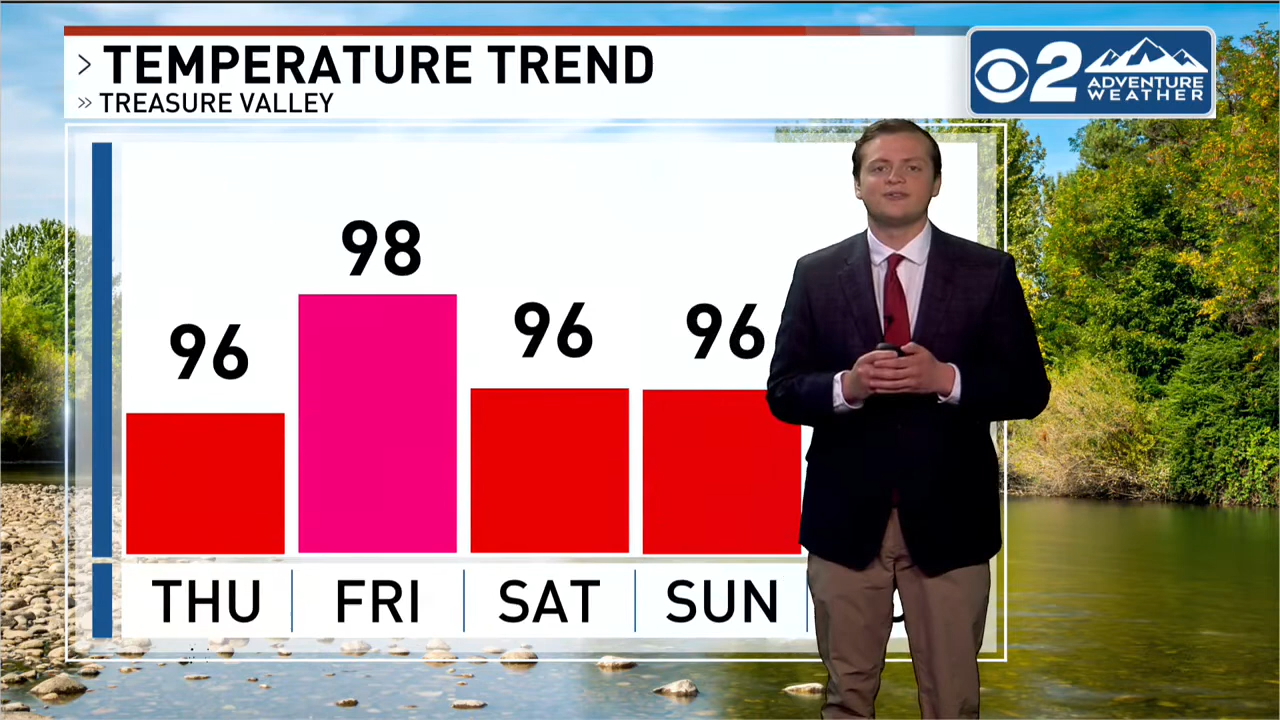 > TEMPERATURE TREND
» TREASURE VALLEY
2 ADVENTURE
WEATHER
98
96 96 96
THU FRI SAT SUN